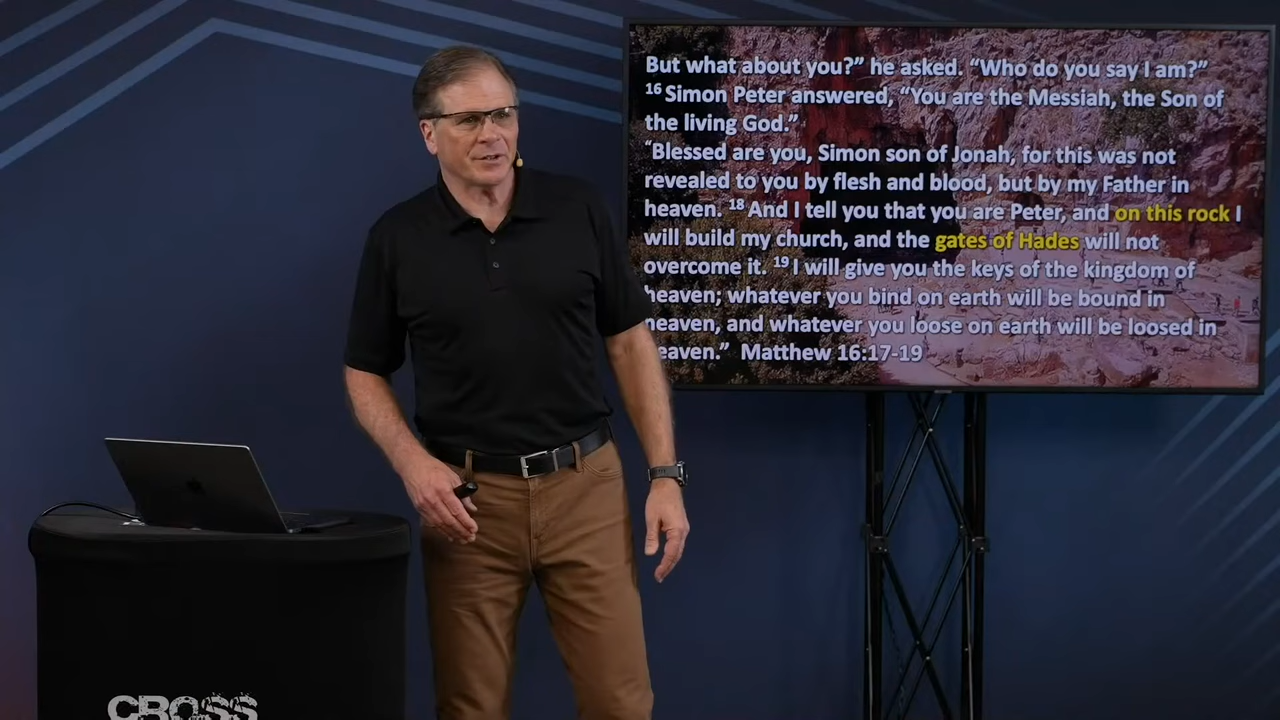 But what about you?” he asked. “Who do you say I am?”
16 Simon Peter answered, “You are the Messiah, the Son of
the living God.”
“Blessed are you, Simon son of Jonah, for this was not
revealed to you by flesh and blood, but by my Father in
heaven. 18 And I tell you that you are Peter, and on this rock I
will build my church, and the gates of Hades will not
overcome it. 19 I will give you the keys of the kingdom of
heaven; whatever you bind on earth will be bound in
heaven, and whatever you loose on earth will be loosed in
eaven.” Matthew 16:17-19
CROSS